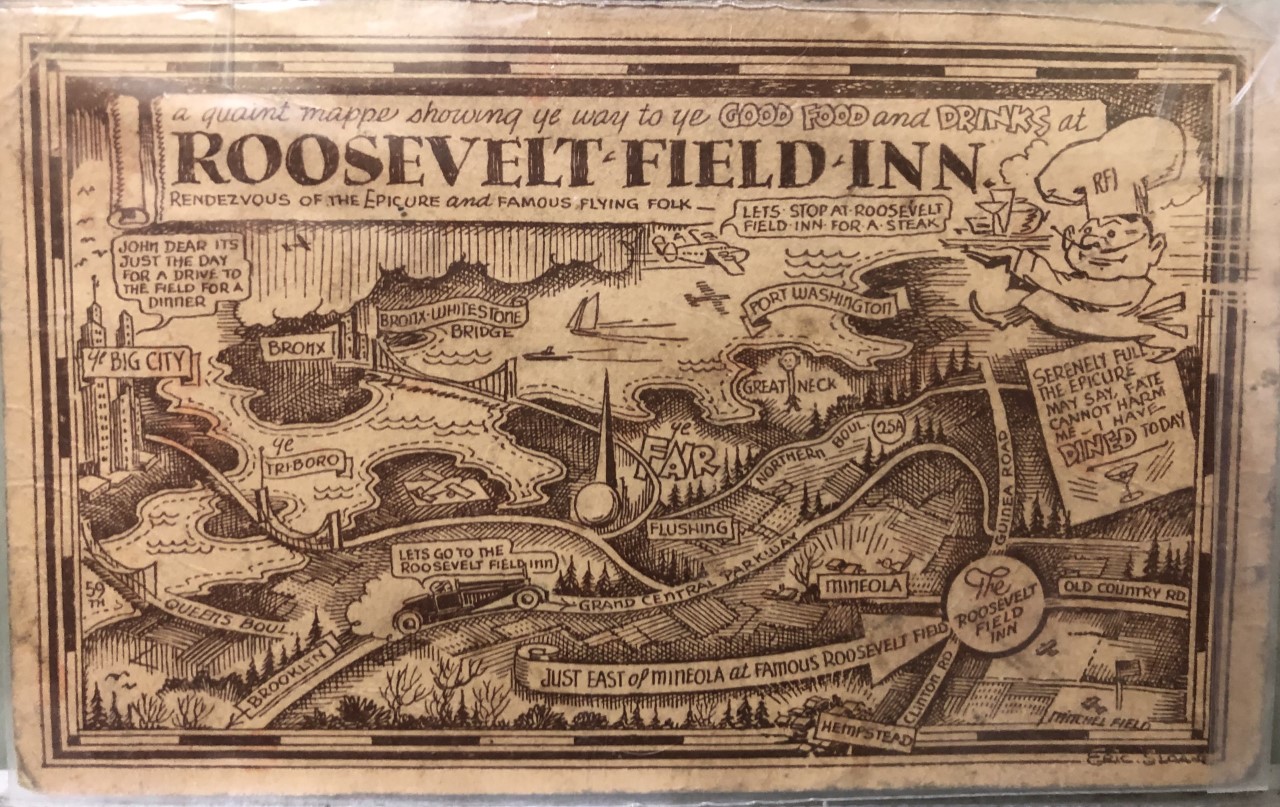 a quaint mappe showing ye way to ye GOOD FOOD and DRINKS at
ROOSEVELT-FIELD-INN
RENDEZVOUS OF THE EPICURE and FAMOUS FLYING FOLK—
RFI
LETS·STOP·AT·ROOSEVELT
FIELD·INN·FOR·A·STEAK
JOHN DEAR ITS
JUST THE DAY
FOR A DRIVE TO
THE FIELD FOR A
DINNER
ye BIG CITY
BRONX
BRONX-WHITESTONE
BRIDGE
PORT WASHINGTON
GREAT NECK
SERENELY FULL,
THE EPICURE
MAY SAY, FATE
CANNOT HARM
ME — I HAVE—
DINED TODAY
ye
TRI-BORO
ye
FAIR
NORTHERN BOUL. 25A
GUINEA ROAD
FLUSHING
LETS GO TO THE
ROOSEVELT FIELD INN
GRAND CENTRAL PARKWAY
MINEOLA
The
ROOSEVELT
FIELD
INN
OLD COUNTRY RD.
59
TH
QUEENS BOUL.
BROOKLYN
JUST EAST of MINEOLA at FAMOUS ROOSEVELT FIELD
CLINTON RD
HEMPSTEAD
MITCHEL FIELD
ERIC·SLOANE